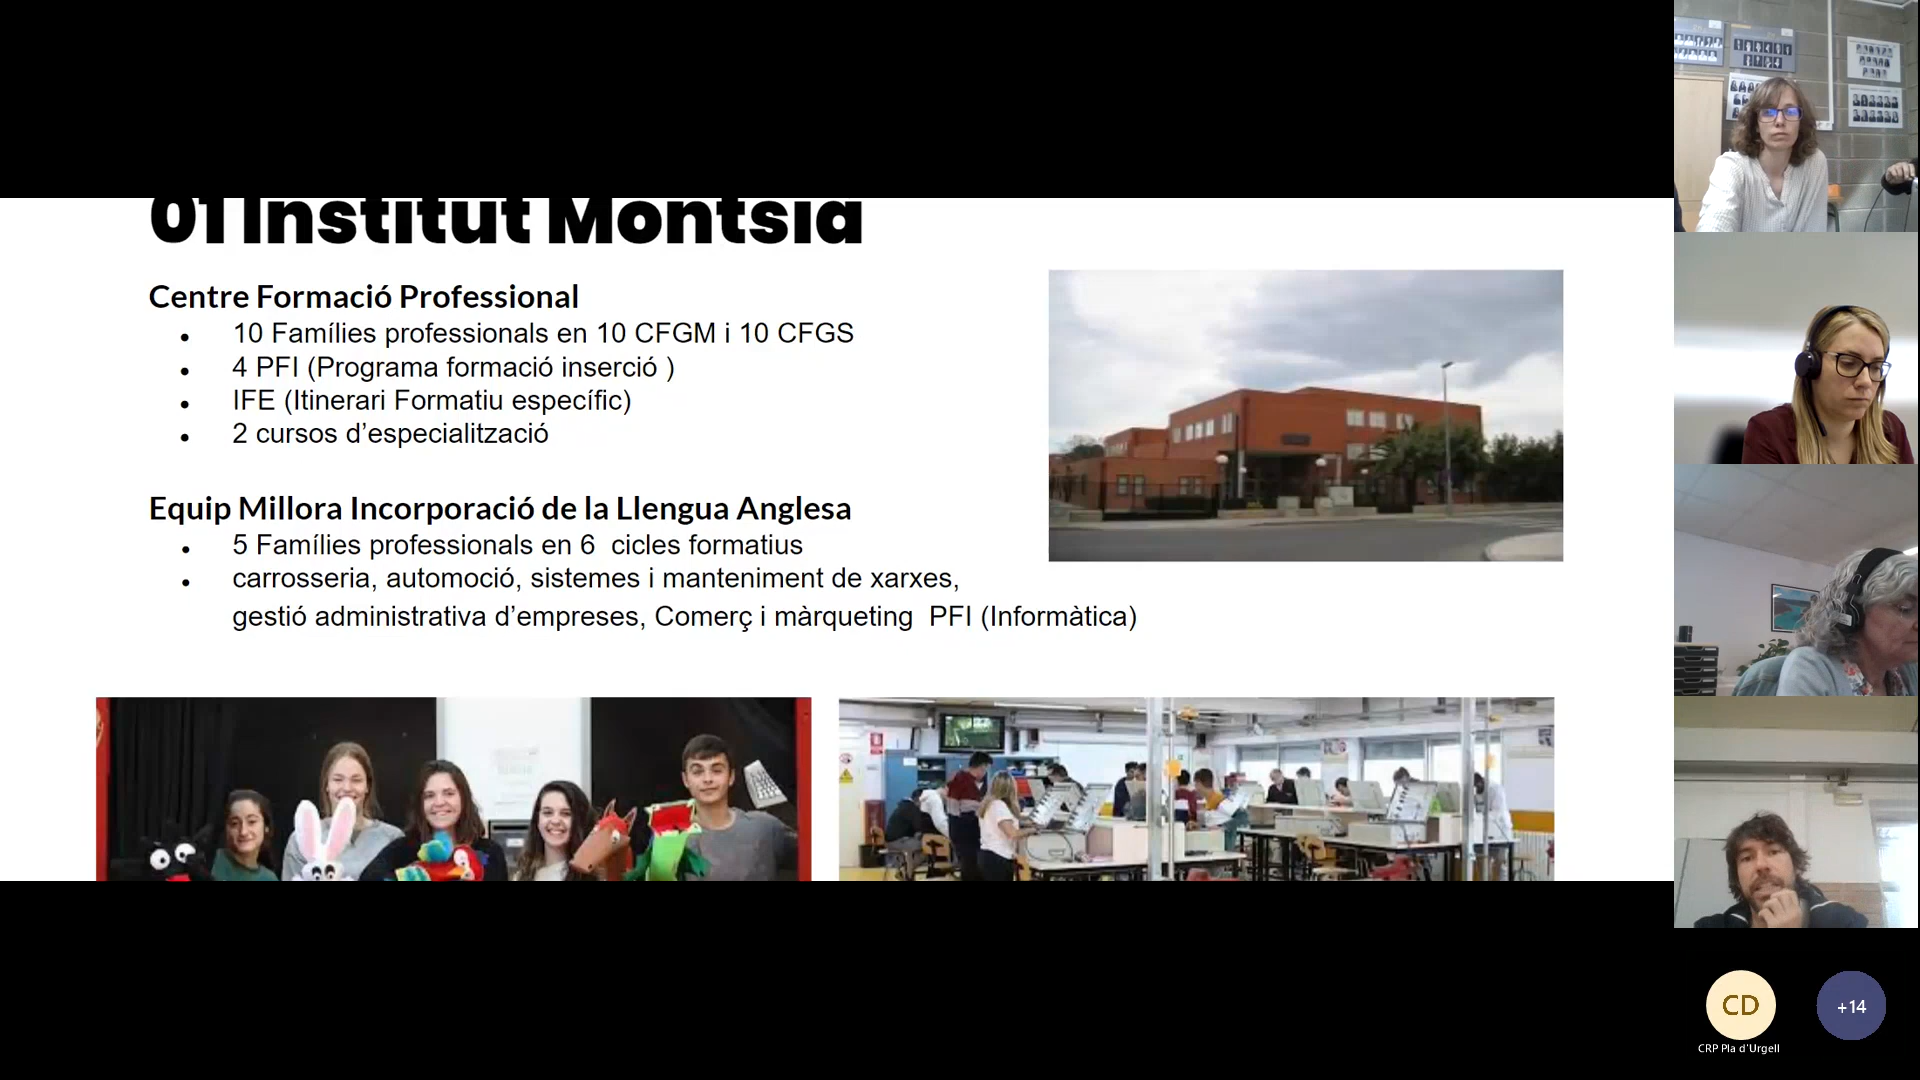 01 Institut Montsià
Centre Formació Professional
10 Famílies professionals en 10 CFGM i 10 CFGS
4 PFI (Programa formació inserció )
IFE (Itinerari Formatiu específic)
2 cursos d’especialització
Equip Millora Incorporació de la Llengua Anglesa
5 Famílies professionals en 6 cicles formatius
carrosseria, automoció, sistemes i manteniment de xarxes,
gestió administrativa d’empreses, Comerç i màrqueting PFI (Informàtica)
CD
+14
CRP Pla d'Urgell